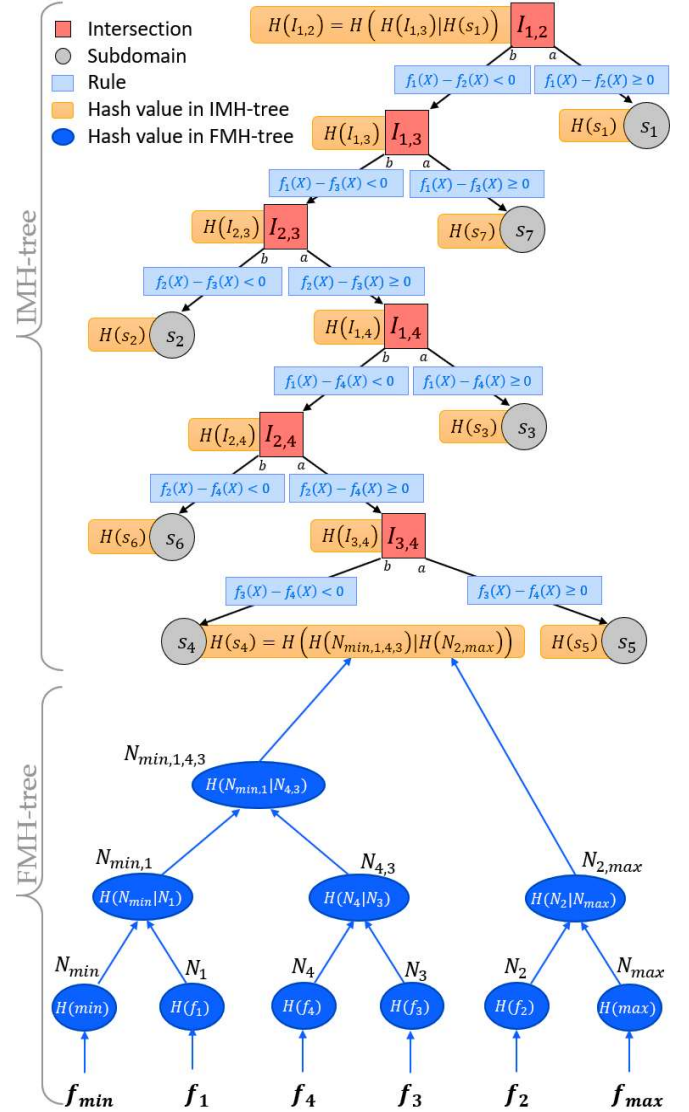 H(I1,2) = H ( H(I1,3)|H(s1)) I1,2
Intersection
Subdomain
Rule
Hash value in IMH-tree
Hash value in FMH-tree
b a
f1(X) − f2(X) < 0 f1(X) − f2(X) ≥ 0
H(s1) s1
H(I1,3) I1,3
b a
f1(X) − f3(X) < 0 f1(X) − f3(X) ≥ 0
H(I2,3) I2,3 H(s7) s7
b a
f2(X) − f3(X) < 0 f2(X) − f3(X) ≥ 0
H(s2) s2 H(I1,4) I1,4
b a
f1(X) − f4(X) < 0 f1(X) − f4(X) ≥ 0
H(I2,4) I2,4 H(s3) s3
b a
f2(X) − f4(X) < 0 f2(X) − f4(X) ≥ 0
H(s6) s6 H(I3,4) I3,4
b a
f3(X) − f4(X) < 0 f3(X) − f4(X) ≥ 0
s4 H(s4) = H ( H(Nmin,1,4,3)|H(N2,max)) H(s5) s5
IMH-tree
FMH-tree
Nmin,1,4,3
H(Nmin,1|N4,3)
Nmin,1 N4,3 N2,max
H(Nmin|N1) H(N4|N3) H(N2|Nmax)
Nmin N1 N4 N3 N2 Nmax
H(min) H(f1) H(f4) H(f3) H(f2) H(max)
fmin f1 f4 f3 f2 fmax